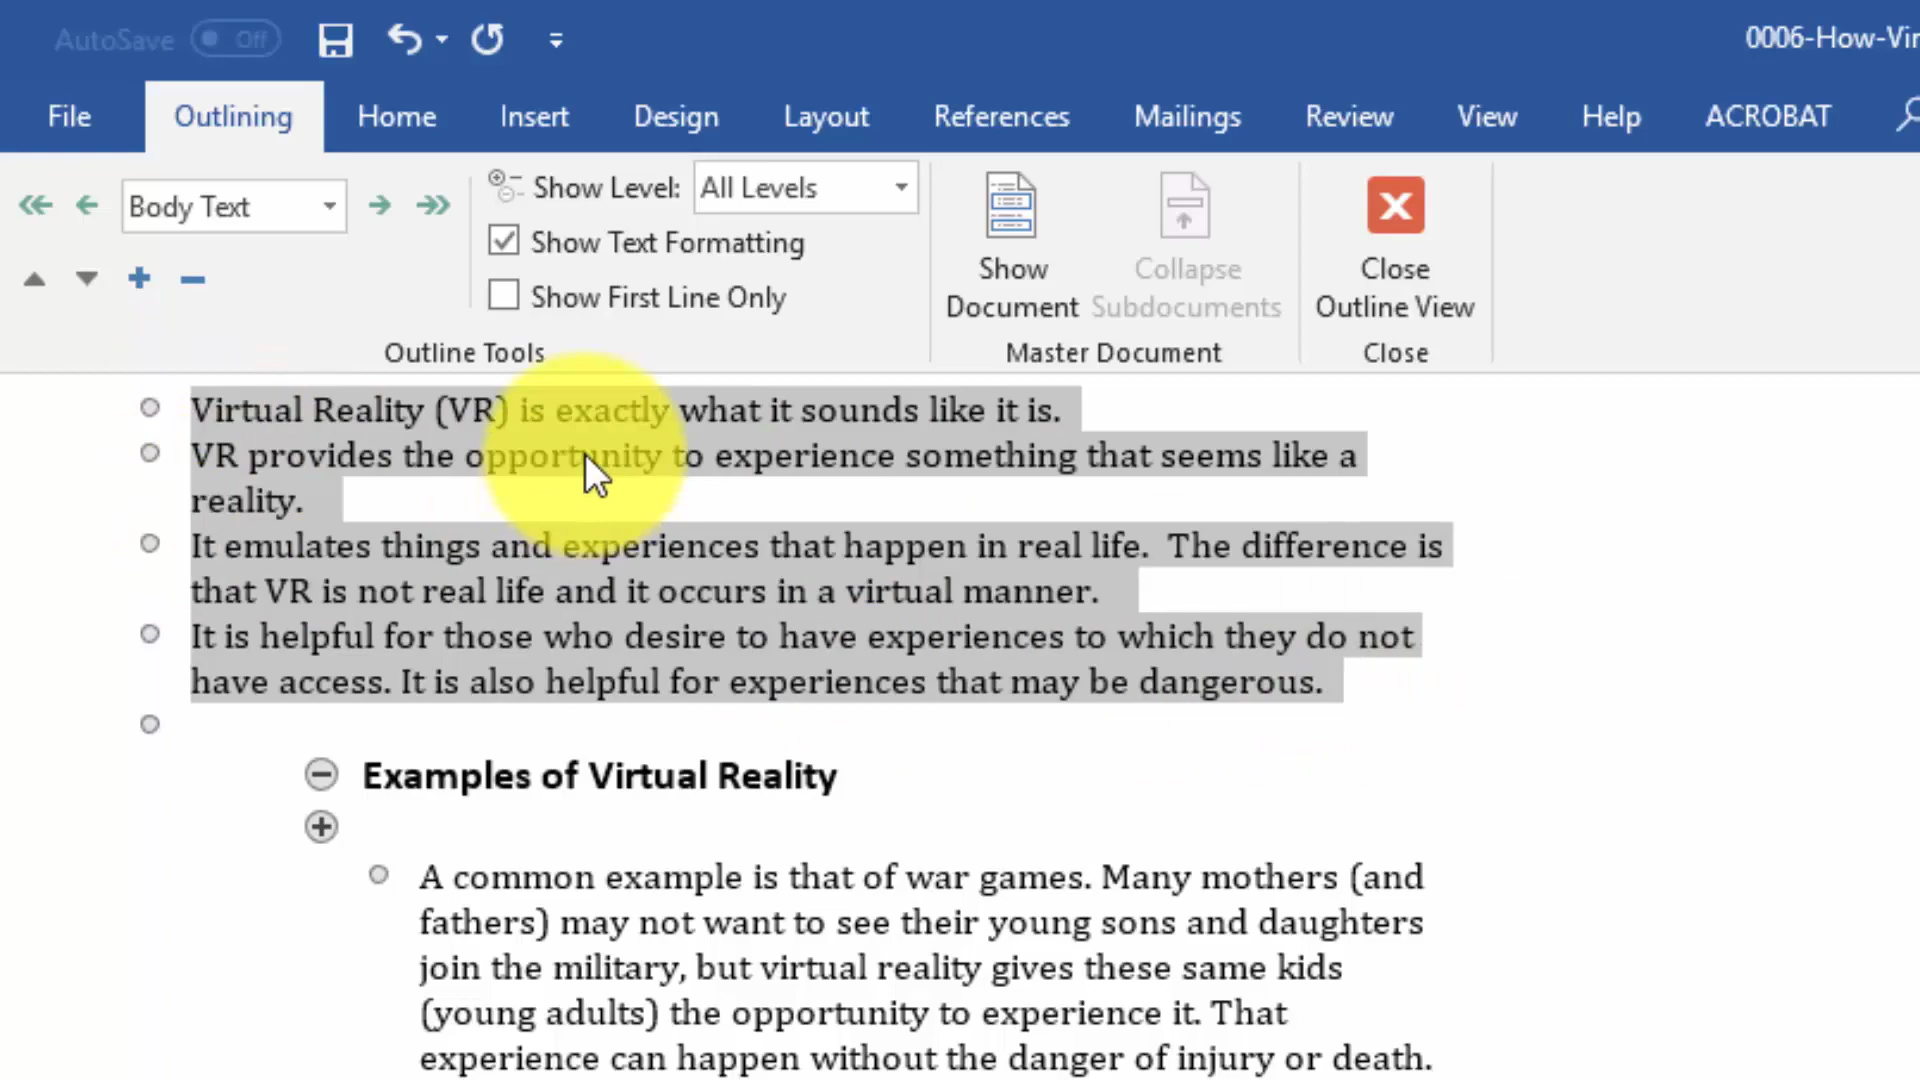 AutoSave Off
0006-How-Vir
File Outlining Home Insert Design Layout References Mailings Review View Help ACROBAT
Body Text
Show Level: All Levels
Show Text Formatting
Show First Line Only
Outline Tools
Show
Document
Collapse
Subdocuments
Master Document
Close
Outline View
Close
Virtual Reality (VR) is exactly what it sounds like it is.
VR provides the opportunity to experience something that seems like a
reality.
It emulates things and experiences that happen in real life.  The difference is
that VR is not real life and it occurs in a virtual manner.
It is helpful for those who desire to have experiences to which they do not
have access. It is also helpful for experiences that may be dangerous.
Examples of Virtual Reality
A common example is that of war games. Many mothers (and
fathers) may not want to see their young sons and daughters
join the military, but virtual reality gives these same kids
(young adults) the opportunity to experience it. That
experience can happen without the danger of injury or death.